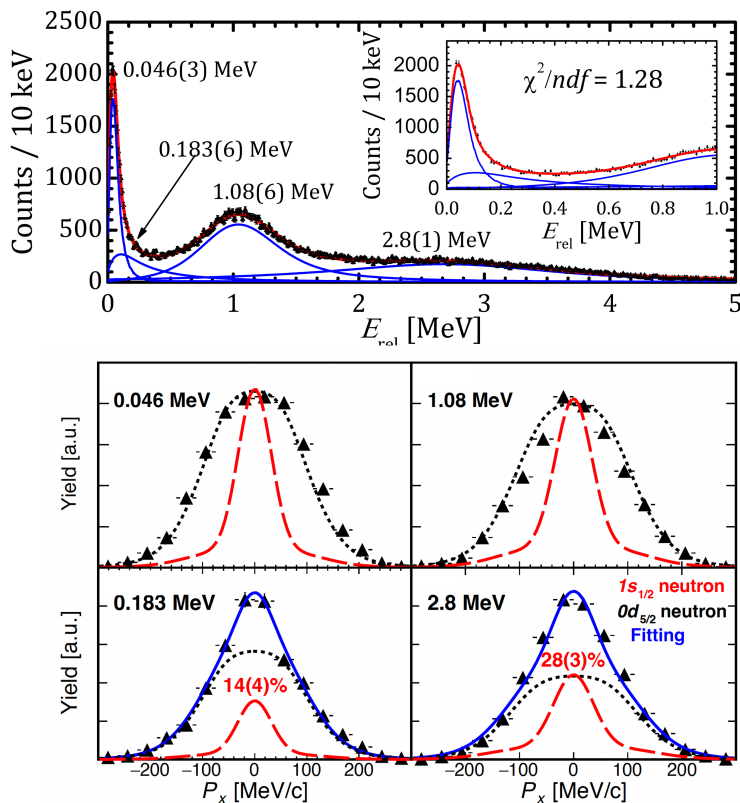 Counts / 10 keV
2500
2000
1500
1000
500
0
0.046(3) MeV
0.183(6) MeV
1.08(6) MeV
2.8(1) MeV
Counts / 10 keV
2000
1500
1000
500
0
χ²/ndf = 1.28
0.0 0.2 0.4 0.6 0.8 1.0
E_rel [MeV]
0 1 2 3 4 5
E_rel [MeV]
Yield [a.u.]
0.046 MeV
1.08 MeV
Yield [a.u.]
0.183 MeV
14(4)%
2.8 MeV
28(3)%
1s₁/₂ neutron
0d₅/₂ neutron
Fitting
−200 −100 0 100 200
−200 −100 0 100 200
Pₓ [MeV/c]
Pₓ [MeV/c]